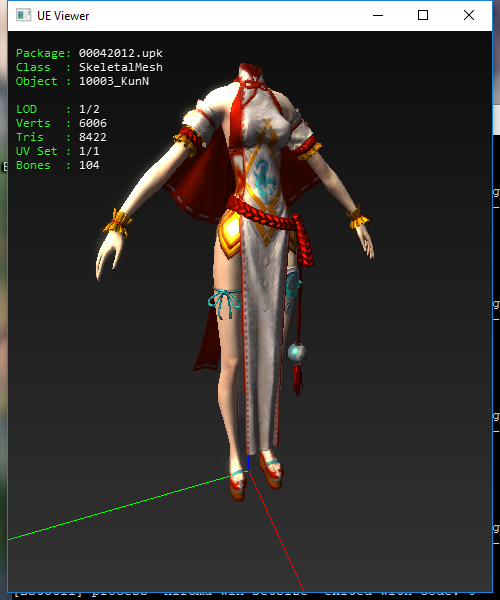 UE Viewer
Package: 00042012.upk
Class  : SkeletalMesh
Object : 10003_KunN
LOD    : 1/2
Verts  : 6006
Tris   : 8422
UV Set : 1/1
Bones  : 104